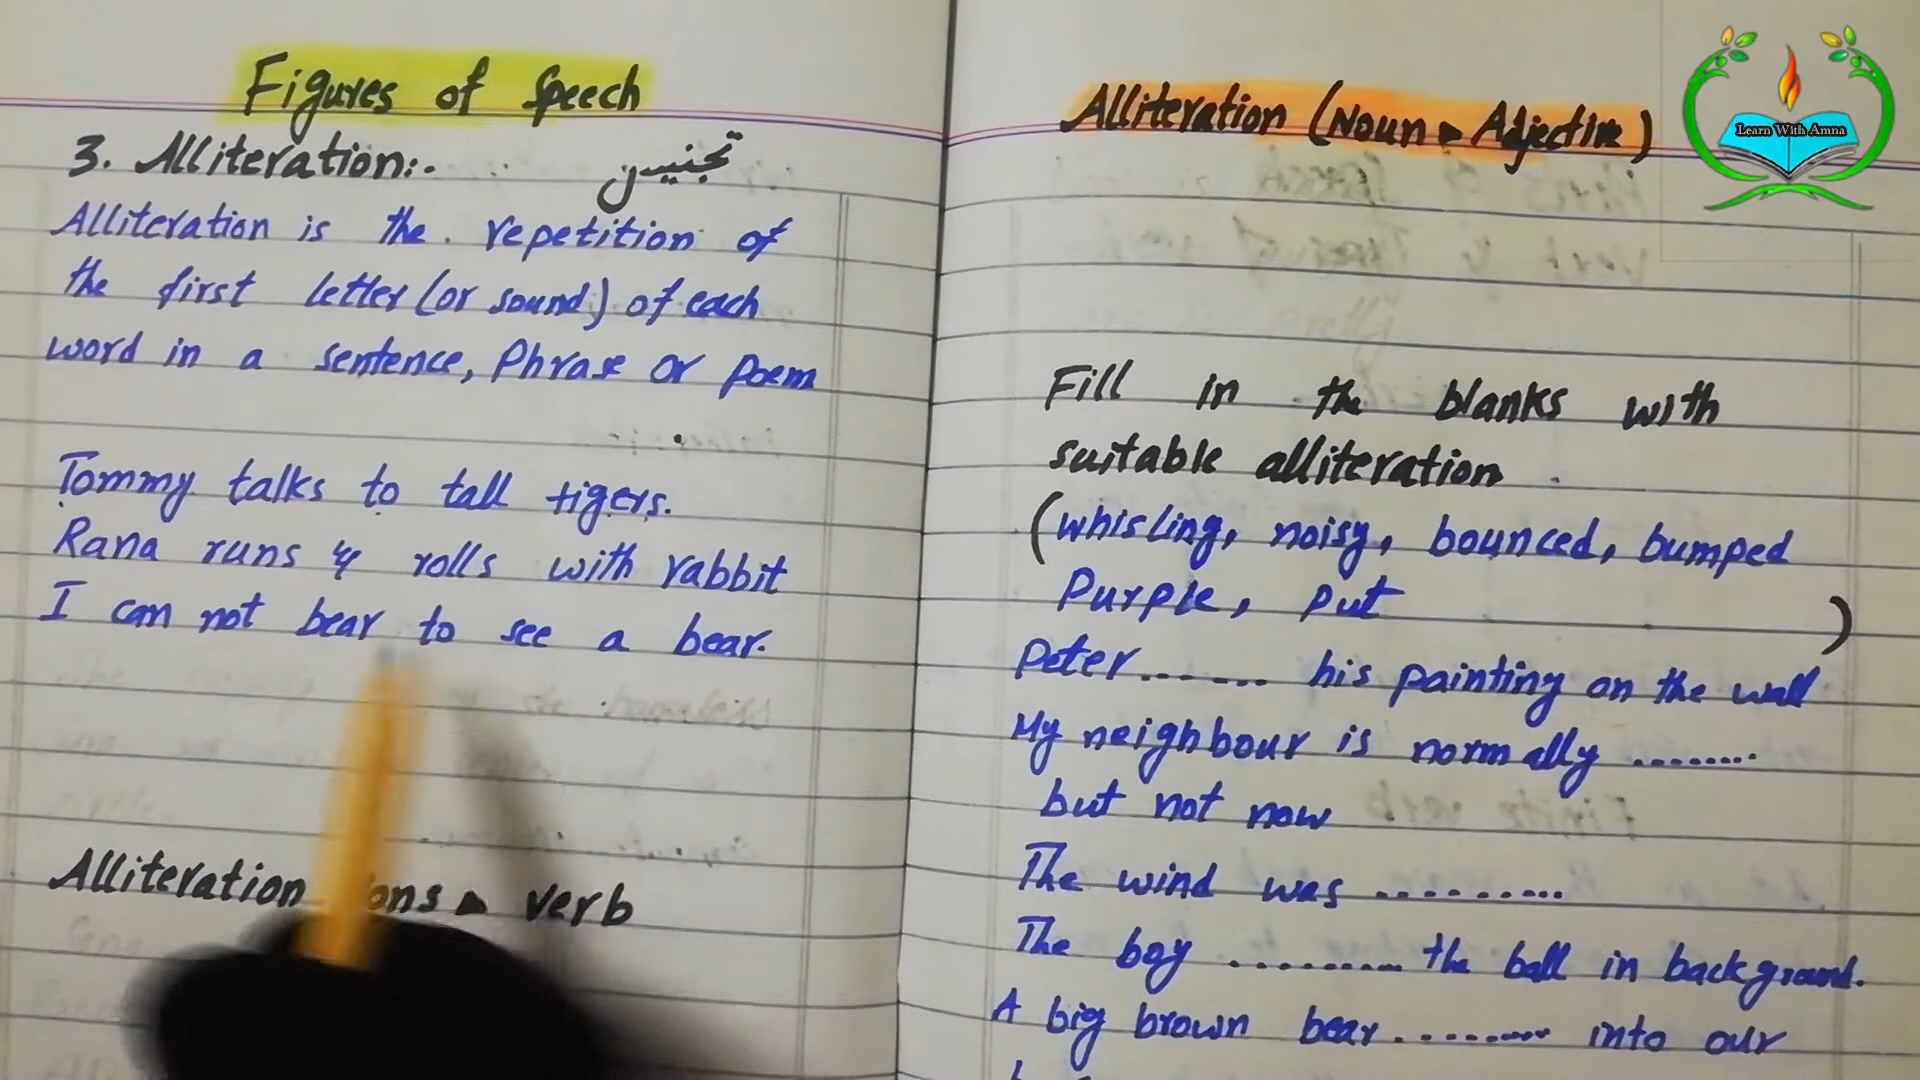 Figures of Speech
3. Alliteration:-
تجنیس
Alliteration is the repetition of
the first letter (or sound) of each
word in a sentence, Phrase or Poem
Tommy talks to tall tigers.
Rana runs & rolls with rabbit
I can not bear to see a bear.
Alliteration ons ▸ verb
Alliteration (Noun ▸ Adjective)
Learn With Amna
Fill in the blanks with
suitable alliteration.
(whisling, noisy, bounced, bumped
Purple, Put )
Peter ....... his painting on the wall
My neighbour is normally ........
but not now
The wind was ..........
The boy .......... the ball in background.
A big brown bear .......... into our